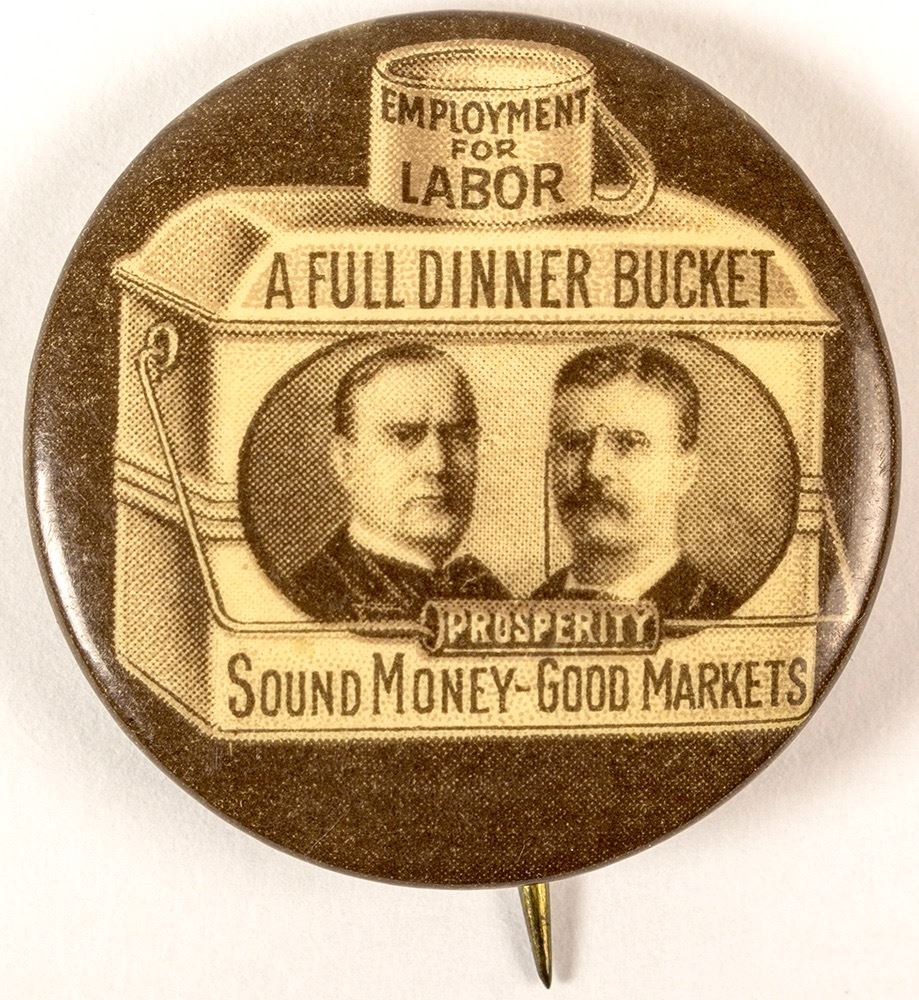 EMPLOYMENT
FOR
LABOR
A FULL DINNER BUCKET
PROSPERITY
SOUND MONEY-GOOD MARKETS